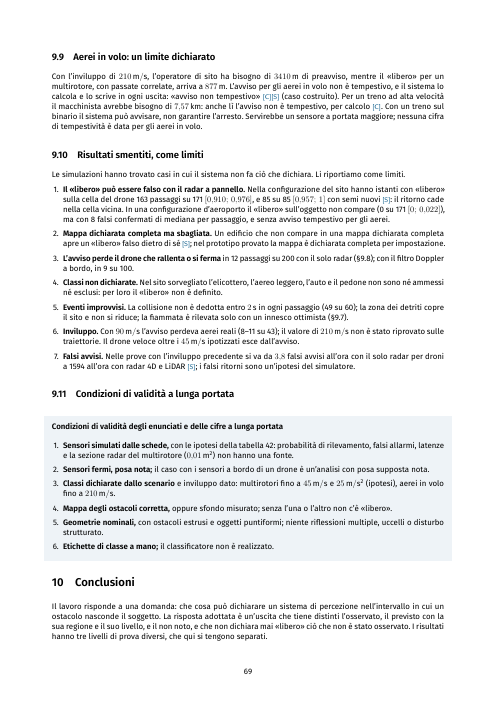 9.9 Aerei in volo: un limite dichiarato
Con l'inviluppo di 210 m/s, l'operatore di sito ha bisogno di 3410 m di preavviso, mentre il «libero» per un
multirotore, con passate correlate, arriva a 877 m. L'avviso per gli aerei in volo non è tempestivo, e il sistema lo
calcola e lo scrive in ogni uscita: «avviso non tempestivo» [C][S] (caso costruito). Per un treno ad alta velocità
il macchinista avrebbe bisogno di 7,57 km: anche lì l'avviso non è tempestivo, per calcolo [C]. Con un treno sul
binario il sistema può avvisare, non garantire l'arresto. Servirebbe un sensore a portata maggiore; nessuna cifra
di tempestività è data per gli aerei in volo.
9.10 Risultati smentiti, come limiti
Le simulazioni hanno trovato casi in cui il sistema non fa ciò che dichiara. Li riportiamo come limiti.
1. Il «libero» può essere falso con il radar a pannello. Nella configurazione del sito hanno istanti con «libero»
sulla cella del drone 163 passaggi su 171 [0,910; 0,976], e 85 su 85 [0,957; 1] con semi nuovi [S]: il ritorno cade
nella cella vicina. In una configurazione d'aeroporto il «libero» sull'oggetto non compare (0 su 171 [0; 0,022]),
ma con 8 falsi confermati di mediana per passaggio, e senza avviso tempestivo per gli aerei.
2. Mappa dichiarata completa ma sbagliata. Un edificio che non compare in una mappa dichiarata completa
apre un «libero» falso dietro di sé [S]; nel prototipo provato la mappa è dichiarata completa per impostazione.
3. L'avviso perde il drone che rallenta o si ferma in 12 passaggi su 200 con il solo radar (§9.8); con il filtro Doppler
a bordo, in 9 su 100.
4. Classi non dichiarate. Nel sito sorvegliato l'elicottero, l'aereo leggero, l'auto e il pedone non sono né ammessi
né esclusi: per loro il «libero» non è definito.
5. Eventi improvvisi. La collisione non è dedotta entro 2 s in ogni passaggio (49 su 60); la zona dei detriti copre
il sito e non si riduce; la fiammata è rilevata solo con un innesco ottimista (§9.7).
6. Inviluppo. Con 90 m/s l'avviso perdeva aerei reali (8–11 su 43); il valore di 210 m/s non è stato riprovato sulle
traiettorie. Il drone veloce oltre i 45 m/s ipotizzati esce dall'avviso.
7. Falsi avvisi. Nelle prove con l'inviluppo precedente si va da 3,8 falsi avvisi all'ora con il solo radar per droni
a 1594 all'ora con radar 4D e LiDAR [S]; i falsi ritorni sono un'ipotesi del simulatore.
9.11 Condizioni di validità a lunga portata
Condizioni di validità degli enunciati e delle cifre a lunga portata
1. Sensori simulati dalle schede, con le ipotesi della tabella 42: probabilità di rilevamento, falsi allarmi, latenze
e la sezione radar del multirotore (0,01 m²) non hanno una fonte.
2. Sensori fermi, posa nota; il caso con i sensori a bordo di un drone è un'analisi con posa supposta nota.
3. Classi dichiarate dallo scenario e inviluppo dato: multirotori fino a 45 m/s e 25 m/s² (ipotesi), aerei in volo
fino a 210 m/s.
4. Mappa degli ostacoli corretta, oppure sfondo misurato; senza l'una o l'altro non c'è «libero».
5. Geometrie nominali, con ostacoli estrusi e oggetti puntiformi; niente riflessioni multiple, uccelli o disturbo
strutturato.
6. Etichette di classe a mano; il classificatore non è realizzato.
10 Conclusioni
Il lavoro risponde a una domanda: che cosa può dichiarare un sistema di percezione nell'intervallo in cui un
ostacolo nasconde il soggetto. La risposta adottata è un'uscita che tiene distinti l'osservato, il previsto con la
sua regione e il suo livello, e il non noto, e che non dichiara mai «libero» ciò che non è stato osservato. I risultati
hanno tre livelli di prova diversi, che qui si tengono separati.
69